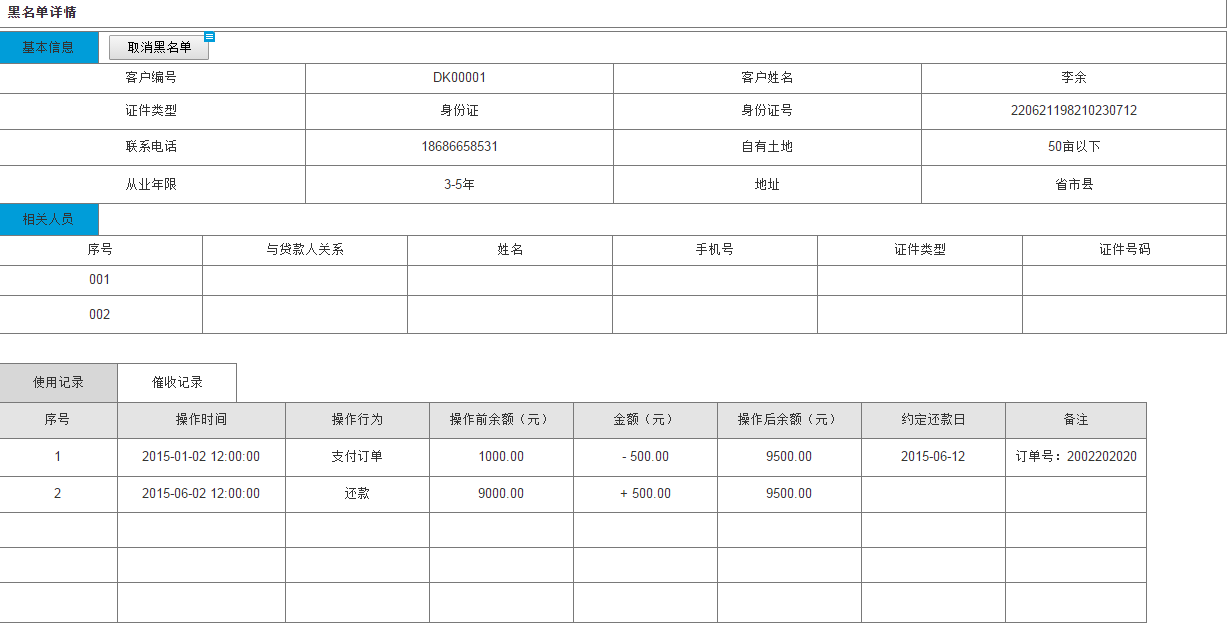 黑名单详情
基本信息 取消黑名单
客户编号 DK00001 客户姓名 李余
证件类型 身份证 身份证号 220621198210230712
联系电话 18686658531 自有土地 50亩以下
从业年限 3-5年 地址 省市县
相关人员
序号 与贷款人关系 姓名 手机号 证件类型 证件号码
001
002
使用记录 催收记录
序号 操作时间 操作行为 操作前余额（元） 金额（元） 操作后余额（元） 约定还款日 备注
1 2015-01-02 12:00:00 支付订单 1000.00 - 500.00 9500.00 2015-06-12 订单号：2002202020
2 2015-06-02 12:00:00 还款 9000.00 + 500.00 9500.00